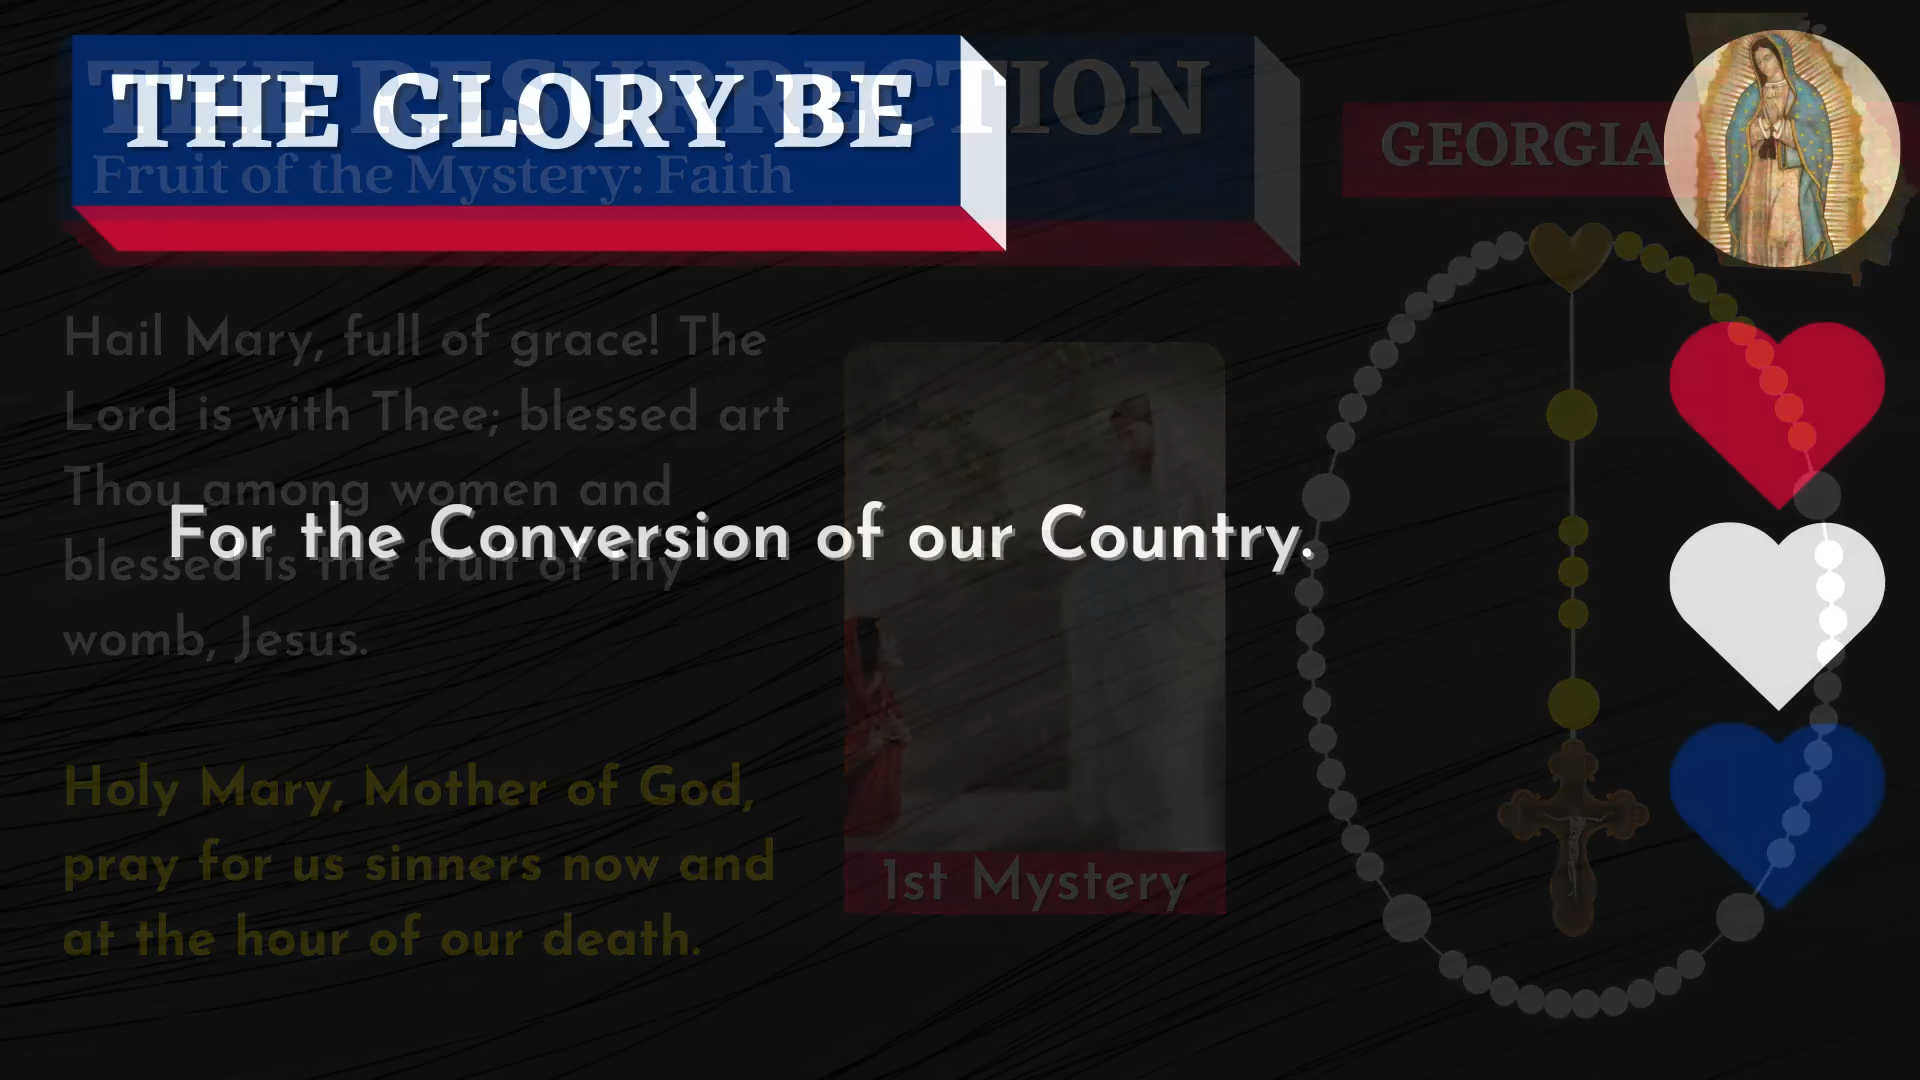 THE GLORY BE
THE RESURRECTION
Fruit of the Mystery: Faith
GEORGIA
Hail Mary, full of grace! The
Lord is with Thee; blessed art
Thou among women and
blessed is the fruit of thy
womb, Jesus.
For the Conversion of our Country.
Holy Mary, Mother of God,
pray for us sinners now and
at the hour of our death.
1st Mystery